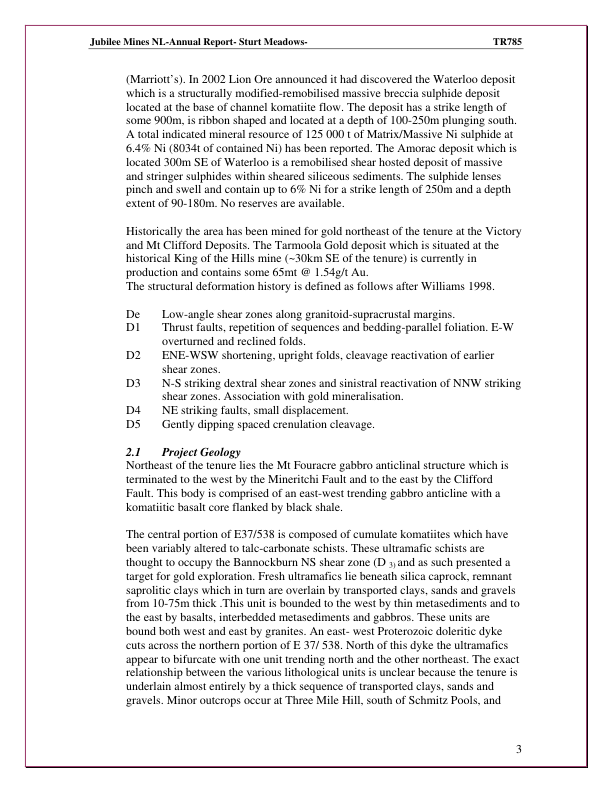 Jubilee Mines NL-Annual Report- Sturt Meadows- TR785
(Marriott's). In 2002 Lion Ore announced it had discovered the Waterloo deposit
which is a structurally modified-remobilised massive breccia sulphide deposit
located at the base of channel komatiite flow. The deposit has a strike length of
some 900m, is ribbon shaped and located at a depth of 100-250m plunging south.
A total indicated mineral resource of 125 000 t of Matrix/Massive Ni sulphide at
6.4% Ni (8034t of contained Ni) has been reported. The Amorac deposit which is
located 300m SE of Waterloo is a remobilised shear hosted deposit of massive
and stringer sulphides within sheared siliceous sediments. The sulphide lenses
pinch and swell and contain up to 6% Ni for a strike length of 250m and a depth
extent of 90-180m. No reserves are available.
Historically the area has been mined for gold northeast of the tenure at the Victory
and Mt Clifford Deposits. The Tarmoola Gold deposit which is situated at the
historical King of the Hills mine (~30km SE of the tenure) is currently in
production and contains some 65mt @ 1.54g/t Au.
The structural deformation history is defined as follows after Williams 1998.
De Low-angle shear zones along granitoid-supracrustal margins.
D1 Thrust faults, repetition of sequences and bedding-parallel foliation. E-W
overturned and reclined folds.
D2 ENE-WSW shortening, upright folds, cleavage reactivation of earlier
shear zones.
D3 N-S striking dextral shear zones and sinistral reactivation of NNW striking
shear zones. Association with gold mineralisation.
D4 NE striking faults, small displacement.
D5 Gently dipping spaced crenulation cleavage.
2.1 Project Geology
Northeast of the tenure lies the Mt Fouracre gabbro anticlinal structure which is
terminated to the west by the Mineritchi Fault and to the east by the Clifford
Fault. This body is comprised of an east-west trending gabbro anticline with a
komatiitic basalt core flanked by black shale.
The central portion of E37/538 is composed of cumulate komatiites which have
been variably altered to talc-carbonate schists. These ultramafic schists are
thought to occupy the Bannockburn NS shear zone (D 3) and as such presented a
target for gold exploration. Fresh ultramafics lie beneath silica caprock, remnant
saprolitic clays which in turn are overlain by transported clays, sands and gravels
from 10-75m thick .This unit is bounded to the west by thin metasediments and to
the east by basalts, interbedded metasediments and gabbros. These units are
bound both west and east by granites. An east- west Proterozoic doleritic dyke
cuts across the northern portion of E 37/ 538. North of this dyke the ultramafics
appear to bifurcate with one unit trending north and the other northeast. The exact
relationship between the various lithological units is unclear because the tenure is
underlain almost entirely by a thick sequence of transported clays, sands and
gravels. Minor outcrops occur at Three Mile Hill, south of Schmitz Pools, and
3